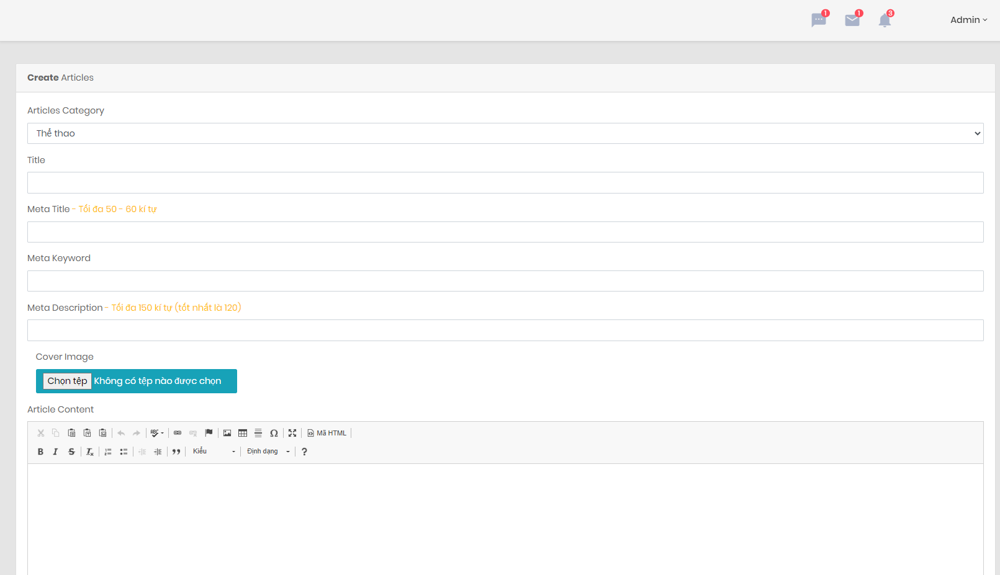 1 1 3 Admin
Create Articles
Articles Category
Thể thao
Title
Meta Title - Tối đa 50 - 60 kí tự
Meta Keyword
Meta Description - Tối đa 150 kí tự (tốt nhất là 120)
Cover Image
Chọn tệp Không có tệp nào được chọn
Article Content
ABC Ω Mã HTML
B I S Ix Kiểu Định dạng ?